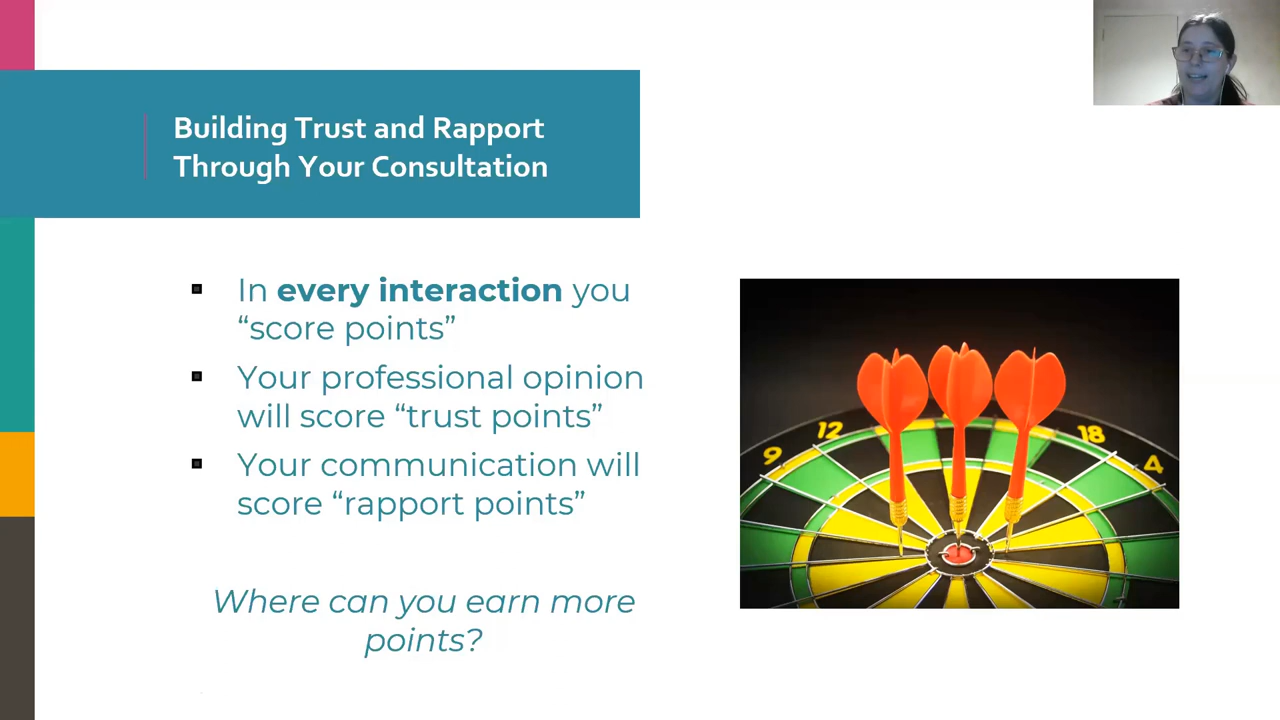 Building Trust and Rapport
Through Your Consultation
In every interaction you
“score points”
Your professional opinion
will score “trust points”
Your communication will
score “rapport points”
Where can you earn more
points?
9
12
18
4